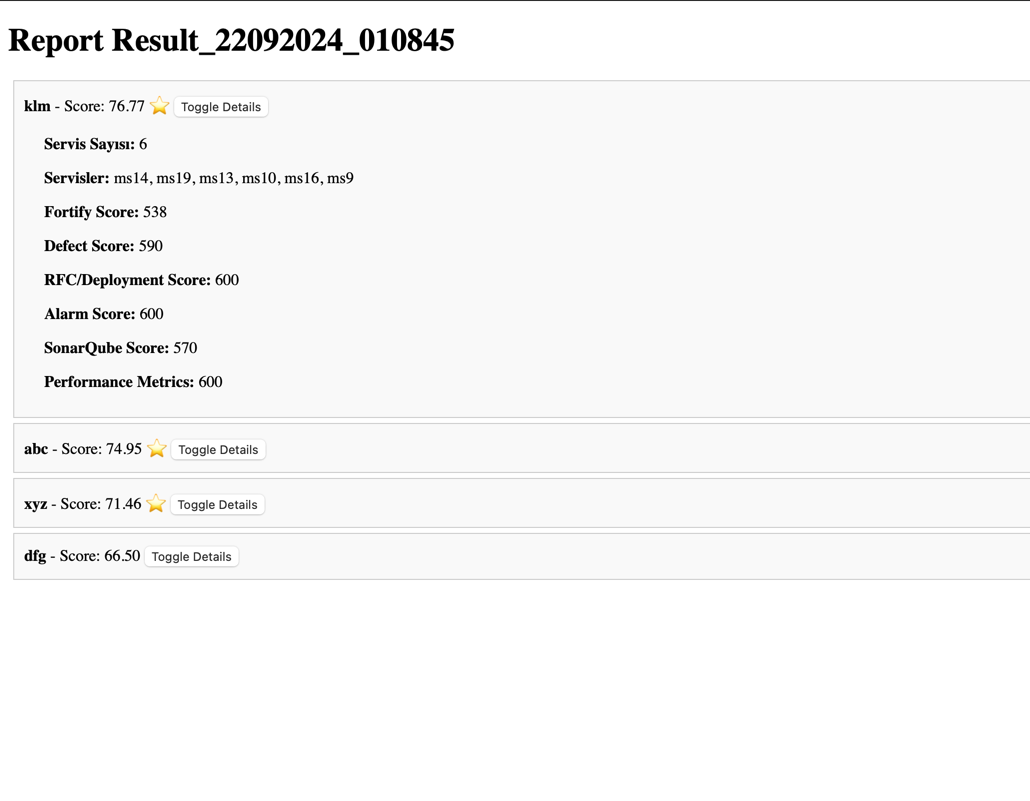 Report Result_22092024_010845
klm - Score: 76.77 ⭐ Toggle Details
Servis Sayısı: 6
Servisler: ms14, ms19, ms13, ms10, ms16, ms9
Fortify Score: 538
Defect Score: 590
RFC/Deployment Score: 600
Alarm Score: 600
SonarQube Score: 570
Performance Metrics: 600
abc - Score: 74.95 ⭐ Toggle Details
xyz - Score: 71.46 ⭐ Toggle Details
dfg - Score: 66.50 Toggle Details